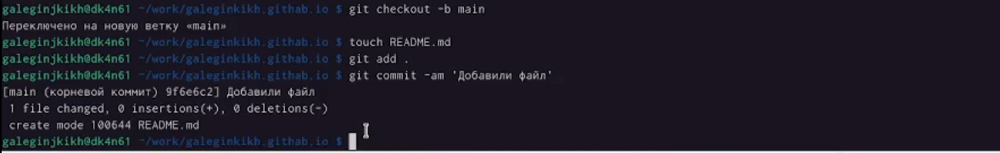 galeginjkikh@dk4n61 ~/work/galeginkikh.githab.io $ git checkout -b main
Переключено на новую ветку «main»
galeginjkikh@dk4n61 ~/work/galeginkikh.githab.io $ touch README.md
galeginjkikh@dk4n61 ~/work/galeginkikh.githab.io $ git add .
galeginjkikh@dk4n61 ~/work/galeginkikh.githab.io $ git commit -am 'Добавили файл'
[main (корневой коммит) 9f6e6c2] Добавили файл
1 file changed, 0 insertions(+), 0 deletions(-)
create mode 100644 README.md
galeginjkikh@dk4n61 ~/work/galeginkikh.githab.io $